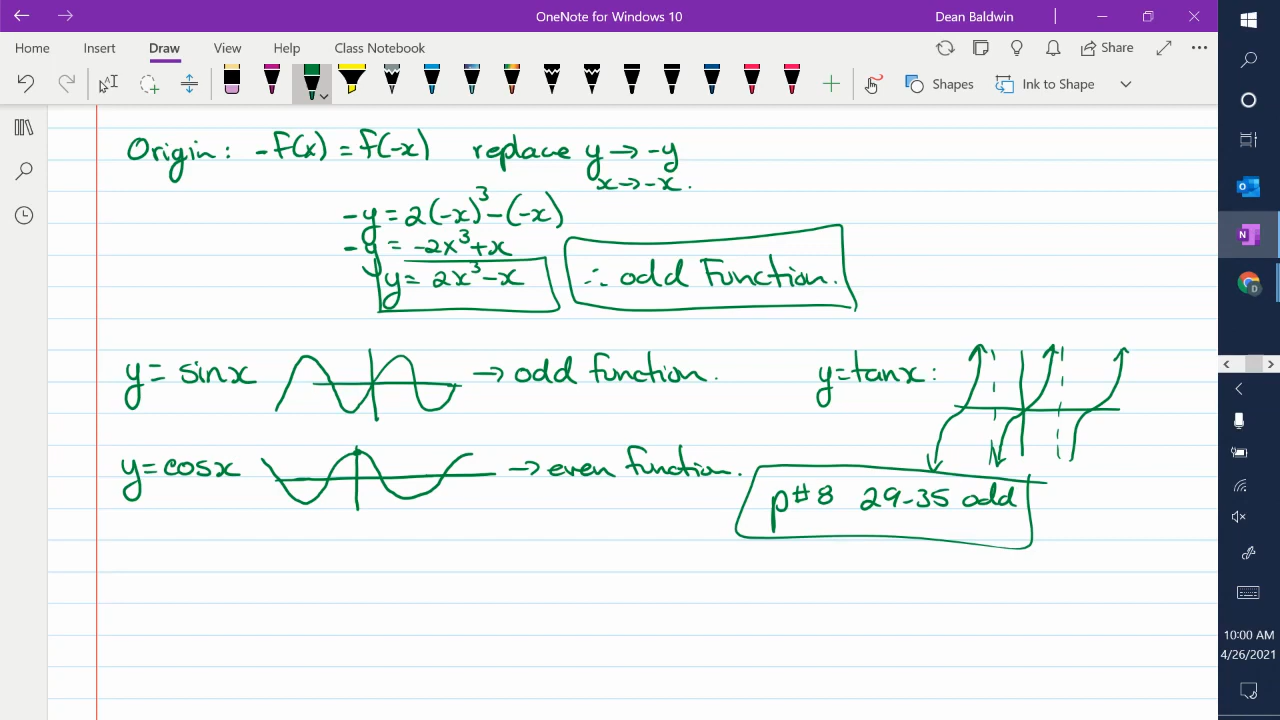 OneNote for Windows 10
Dean Baldwin
Home Insert Draw View Help Class Notebook
Share
Shapes
Ink to Shape
Origin: -f(x) = f(-x) replace y → -y
x → -x.
-y = 2(-x)³ - (-x)
-y = -2x³ + x
y = 2x³ - x
∴ odd Function.
y = sinx → odd function.
y = tanx:
y = cosx → even function.
p#8 29-35 odd
10:00 AM
4/26/2021